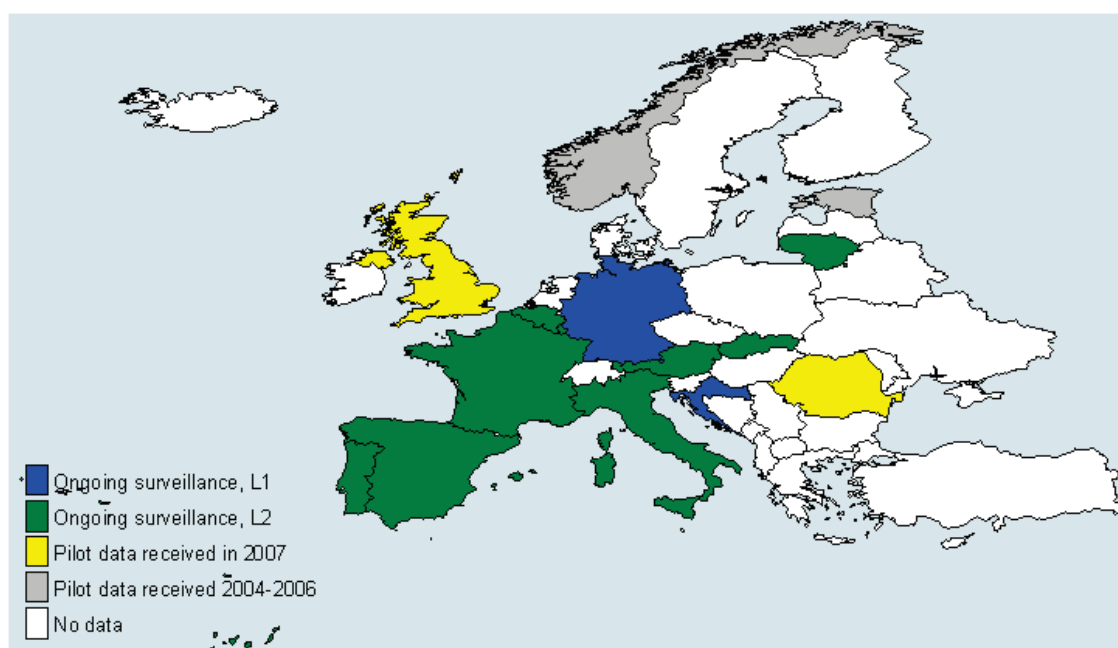 Ongoing surveillance, L1
Ongoing surveillance, L2
Pilot data received in 2007
Pilot data received 2004-2006
No data